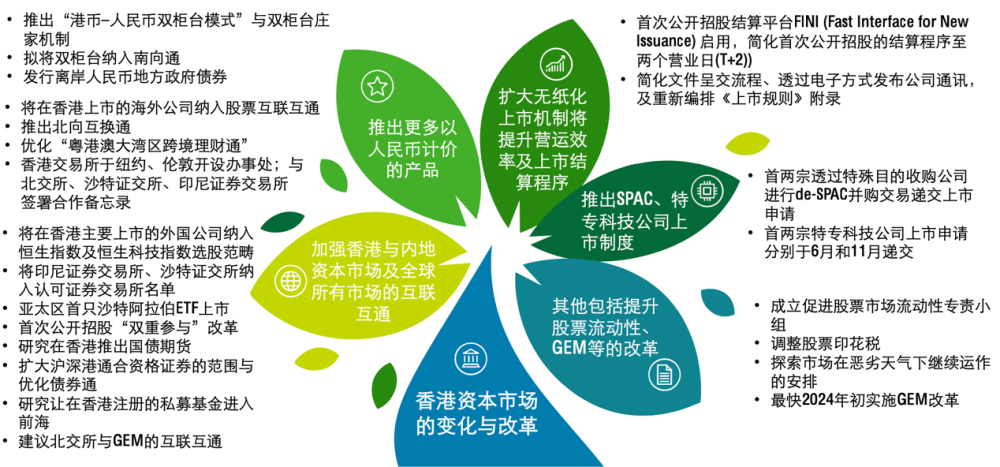 • 推出“港币–人民币双柜台模式”与双柜台庄
家机制
• 拟将双柜台纳入南向通
• 发行离岸人民币地方政府债券
• 将在香港上市的海外公司纳入股票互联互通
• 推出北向互换通
• 优化“粤港澳大湾区跨境理财通”
• 香港交易所于纽约、伦敦开设办事处；与
北交所、沙特证交所、印尼证券交易所
签署合作备忘录
• 将在香港主要上市的外国公司纳入
恒生指数及恒生科技指数选股范畴
• 将印尼证券交易所、沙特证交所纳
入认可证券交易所名单
• 亚太区首只沙特阿拉伯ETF上市
• 首次公开招股“双重参与”改革
• 研究在香港推出国债期货
• 扩大沪深港通合资格证券的范围与
优化债券通
• 研究让在香港注册的私募基金进入
前海
• 建议北交所与GEM的互联互通
推出更多以
人民币计价
的产品
扩大无纸化
上市机制将
提升营运效
率及上市结
算程序
推出SPAC、特
专科技公司上
市制度
加强香港与内地
资本市场及全球
所有市场的互联
互通
其他包括提升
股票流动性、
GEM等的改革
香港资本市场
的变化与改革
• 首次公开招股结算平台FINI (Fast Interface for New
Issuance) 启用，简化首次公开招股的结算程序至
两个营业日(T+2))
• 简化文件呈交流程、透过电子方式发布公司通讯，
及重新编排《上市规则》附录
• 首两宗透过特殊目的收购公司
进行de-SPAC并购交易递交上市
申请
• 首两宗特专科技公司上市申请
分别于6月和11月递交
• 成立促进股票市场流动性专责小
组
• 调整股票印花税
• 探索市场在恶劣天气下继续运作
的安排
• 最快2024年初实施GEM改革